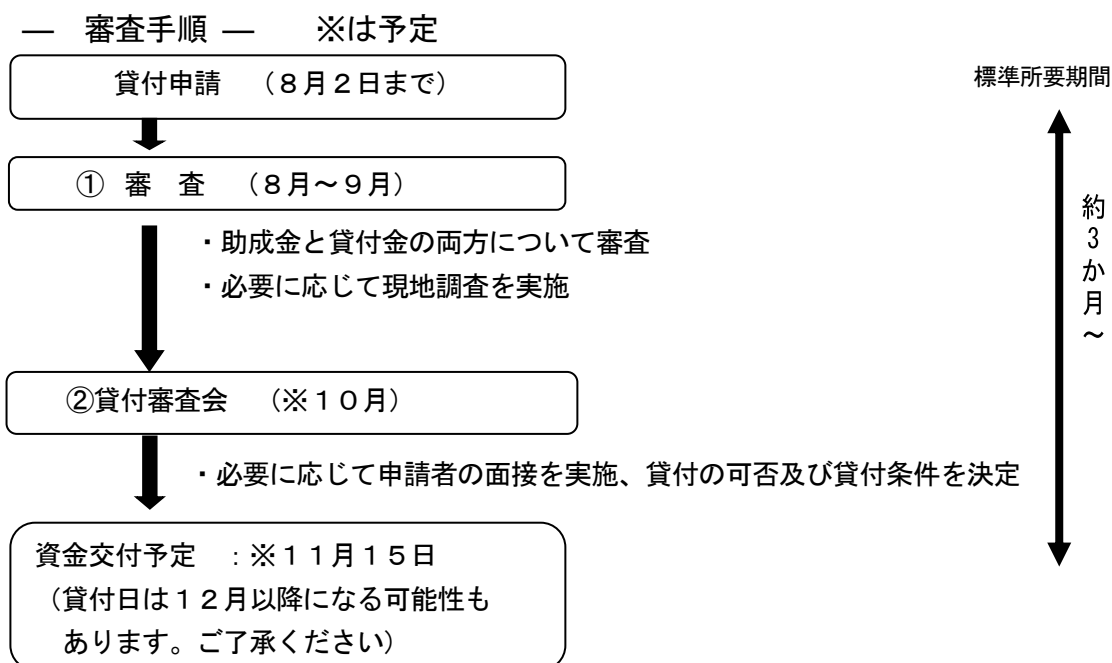 ― 審査手順 ― ※は予定
貸付申請 （８月２日まで）
標準所要期間
① 審 査 （８月～９月）
・助成金と貸付金の両方について審査
・必要に応じて現地調査を実施
約３か月～
②貸付審査会 （※１０月）
・必要に応じて申請者の面接を実施、貸付の可否及び貸付条件を決定
資金交付予定 ：※１１月１５日
（貸付日は１２月以降になる可能性も
あります。ご了承ください）